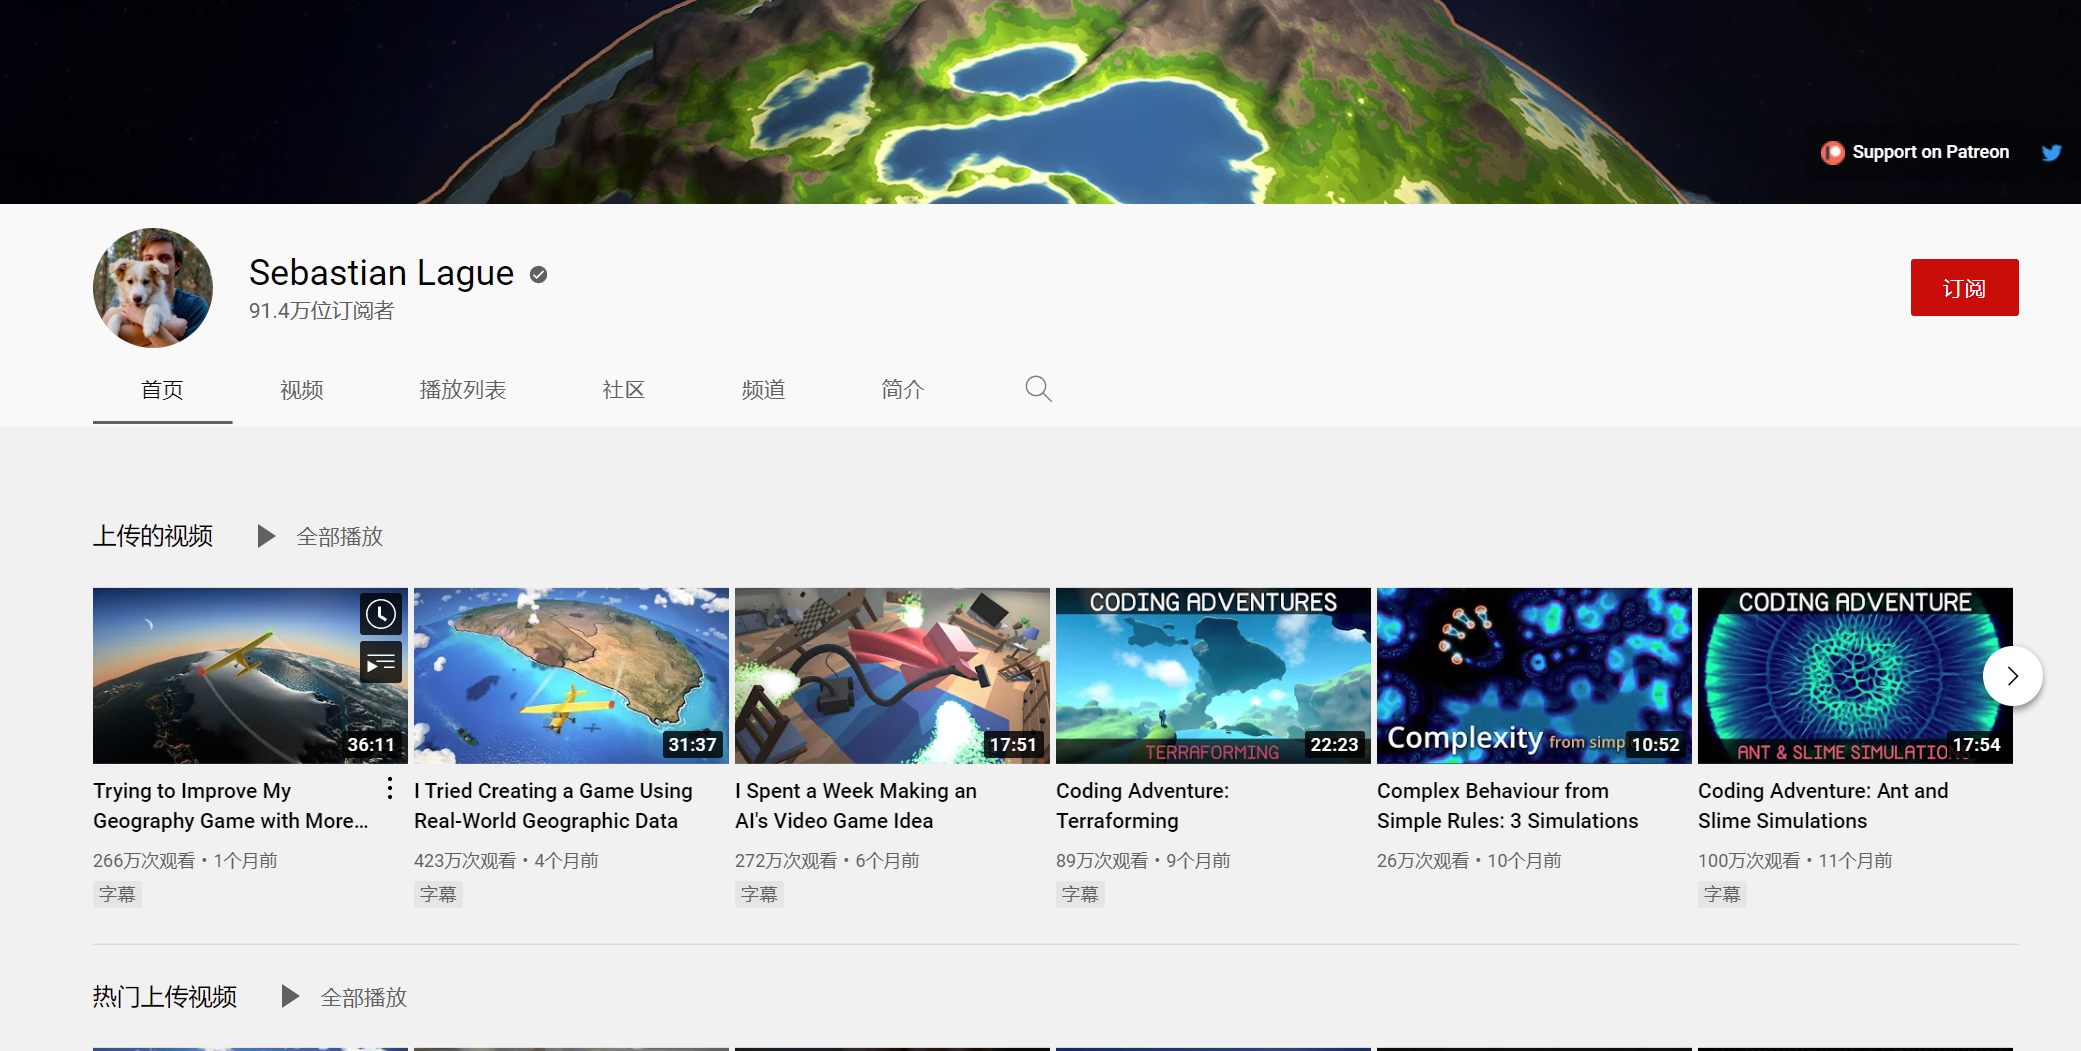 Support on Patreon
Sebastian Lague
91.4万位订阅者
订阅
首页 视频 播放列表 社区 频道 简介
上传的视频 全部播放
36:11
31:37
17:51
CODING ADVENTURES
TERRAFORMING
22:23
Complexity from simp
10:52
CODING ADVENTURE
ANT & SLIME SIMULATION
17:54
Trying to Improve My
Geography Game with More...
266万次观看・1个月前
字幕
I Tried Creating a Game Using
Real-World Geographic Data
423万次观看・4个月前
字幕
I Spent a Week Making an
AI's Video Game Idea
272万次观看・6个月前
字幕
Coding Adventure:
Terraforming
89万次观看・9个月前
字幕
Complex Behaviour from
Simple Rules: 3 Simulations
26万次观看・10个月前
Coding Adventure: Ant and
Slime Simulations
100万次观看・11个月前
字幕
热门上传视频 全部播放